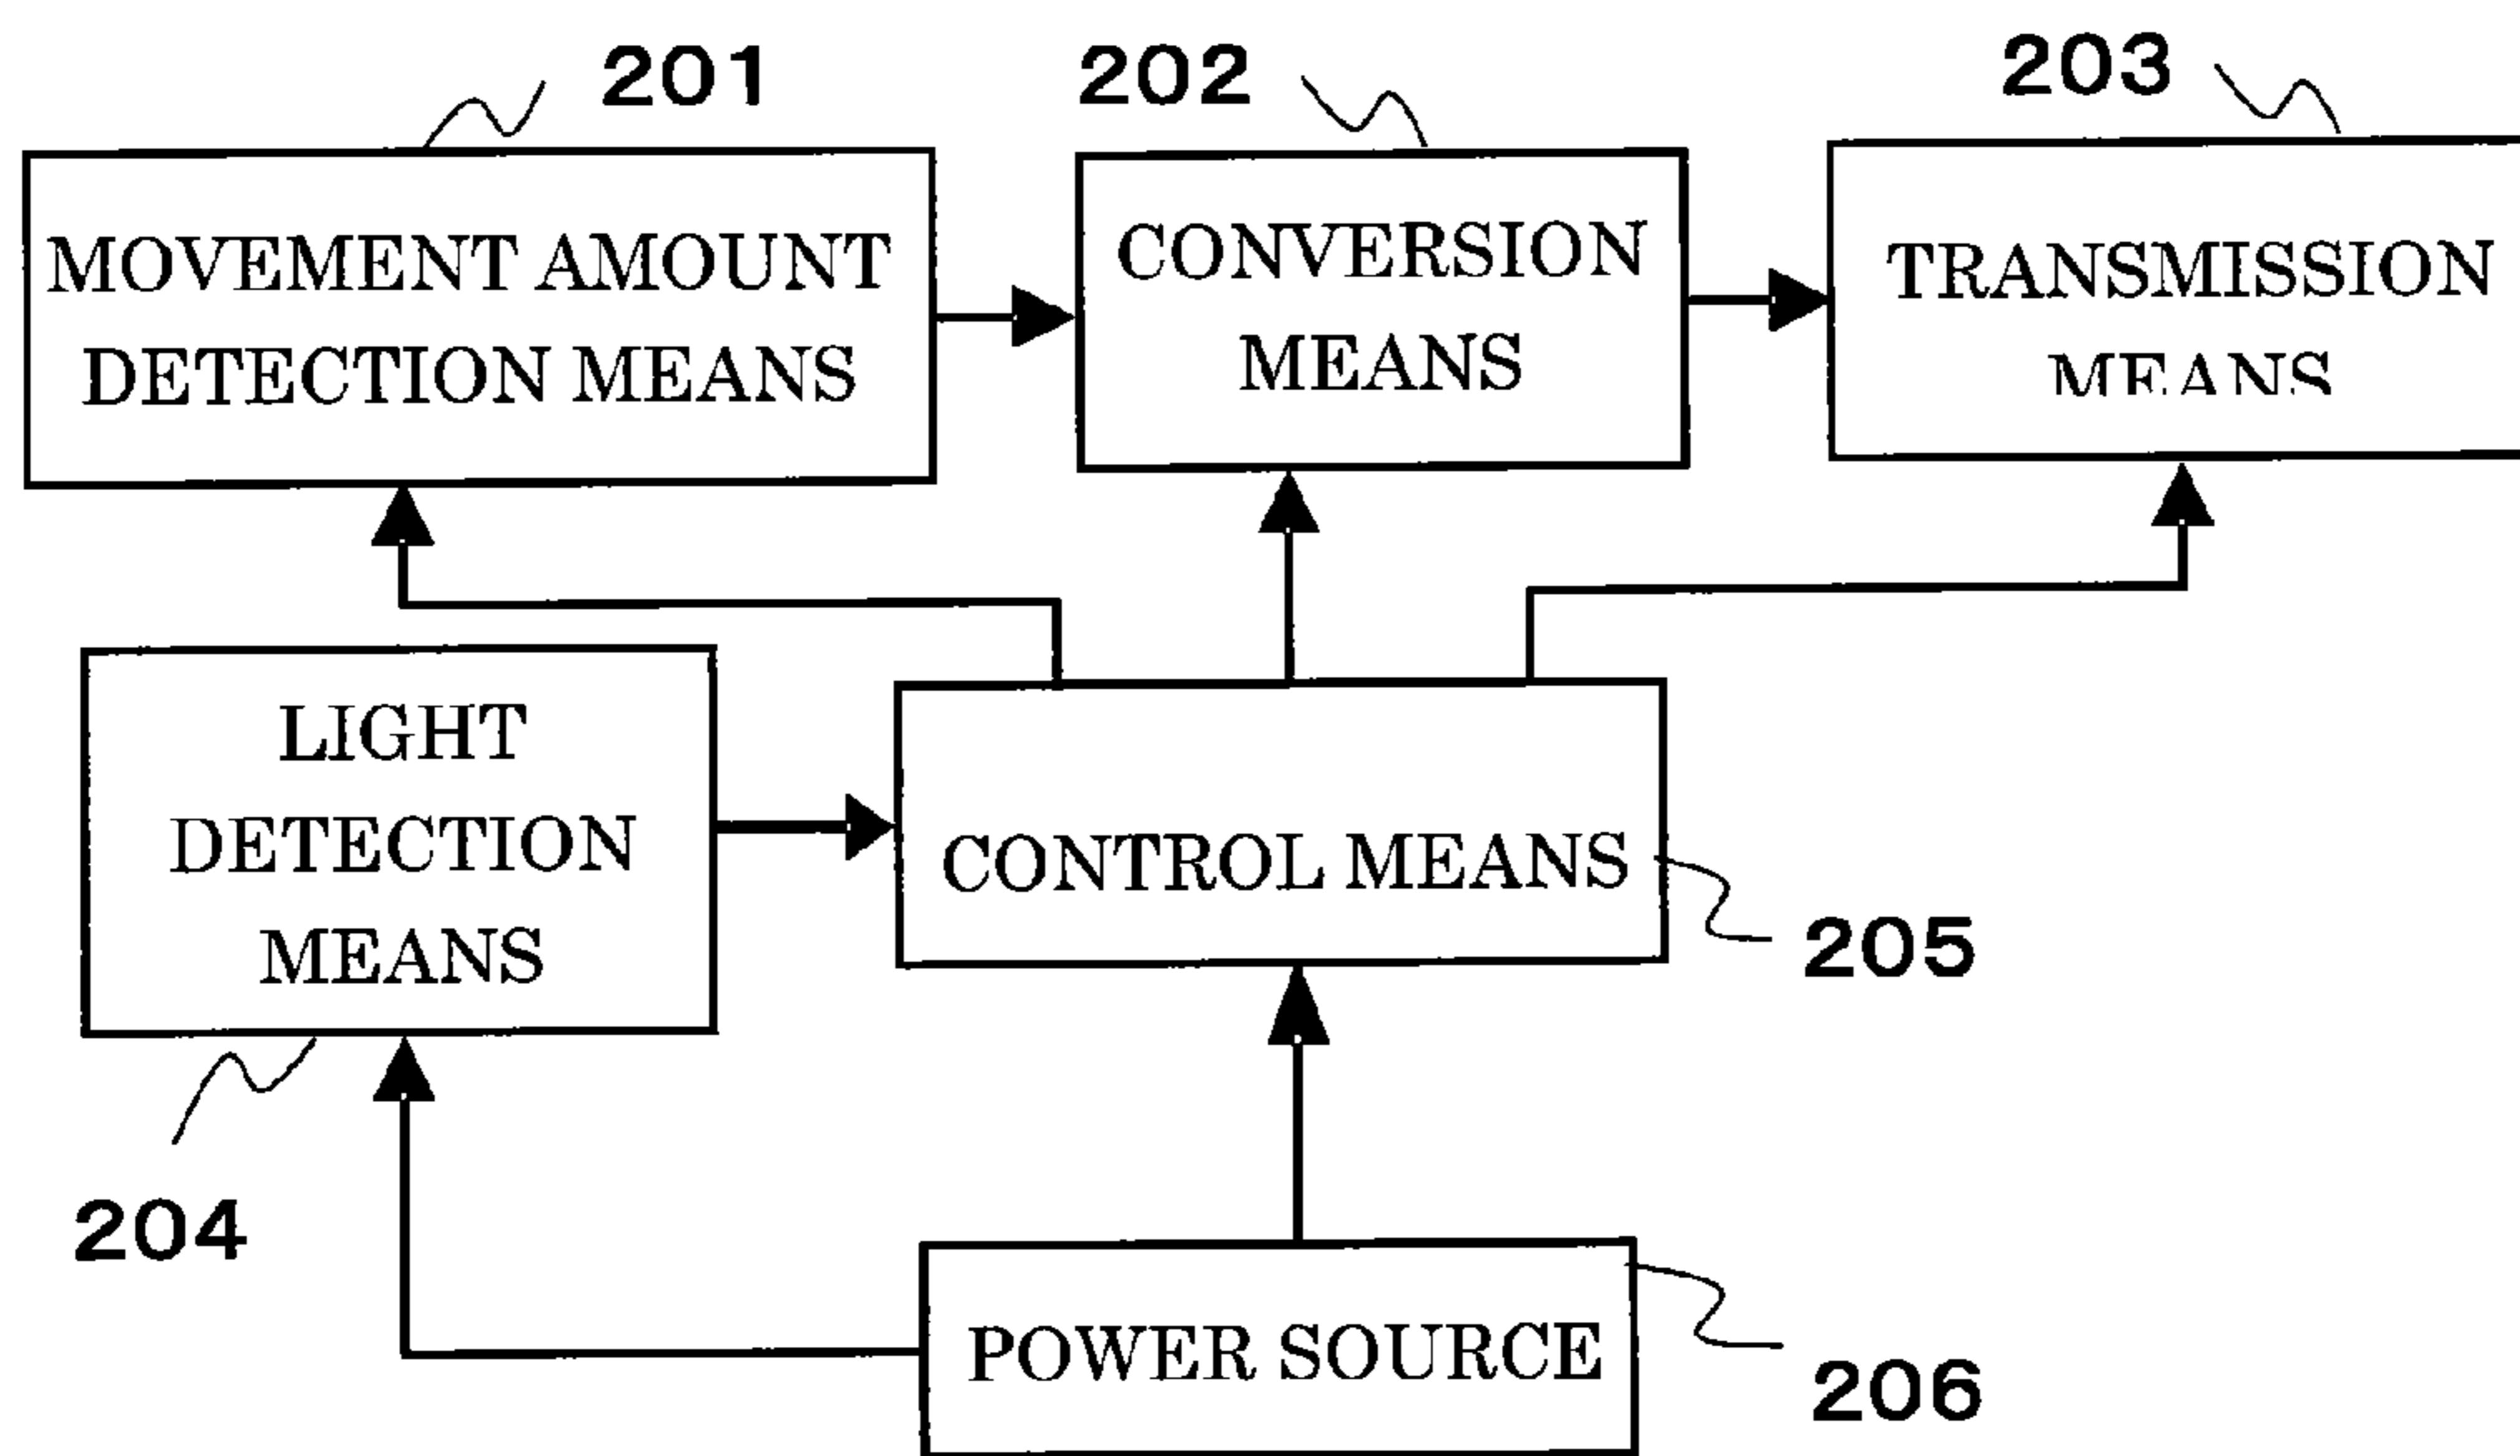 201
202
203
MOVEMENT AMOUNT
DETECTION MEANS
CONVERSION
MEANS
TRANSMISSION
MEANS
LIGHT
DETECTION
MEANS
CONTROL MEANS
205
204
POWER SOURCE
206